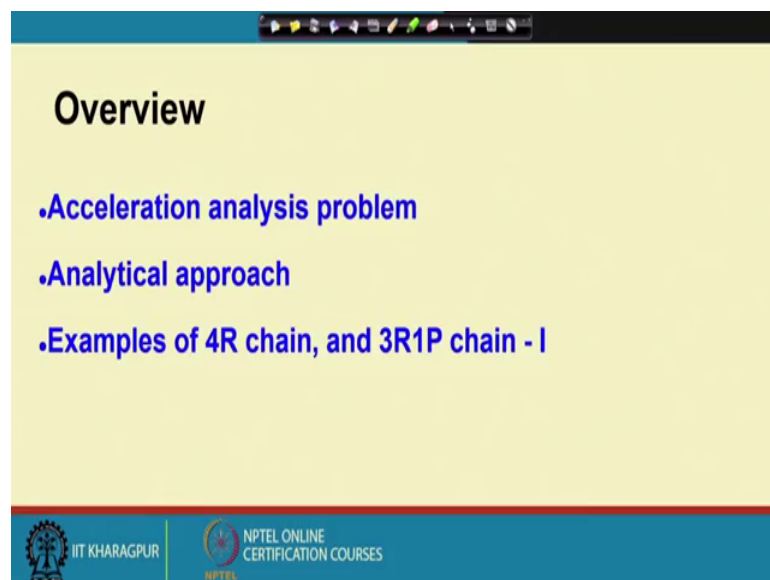 Overview
•Acceleration analysis problem
•Analytical approach
•Examples of 4R chain, and 3R1P chain - I
IIT KHARAGPUR
NPTEL ONLINE
CERTIFICATION COURSES
NPTEL